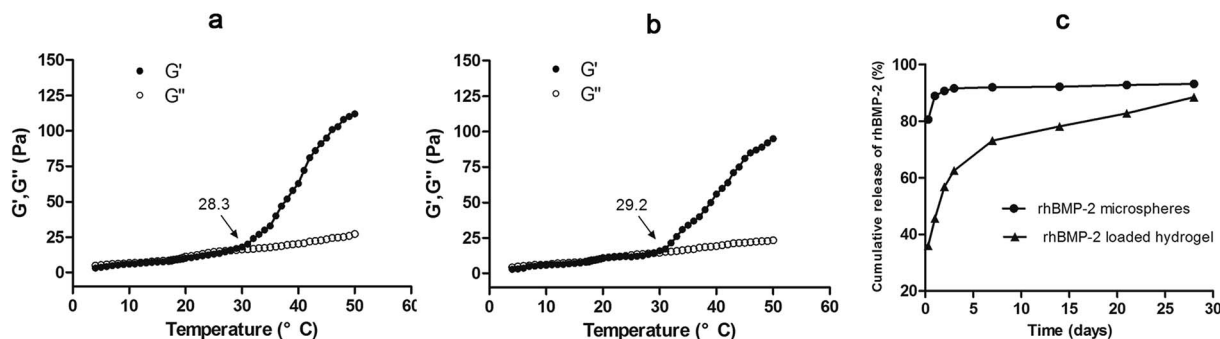 a
G'
G"
G',G" (Pa)
150
125
100
75
50
25
0
28.3
0
10
20
30
40
50
60
Temperature (° C)
b
G'
G"
G',G" (Pa)
150
125
100
75
50
25
0
29.2
0
10
20
30
40
50
60
Temperature (° C)
c
Cumulative release of rhBMP-2 (%)
100
80
60
40
20
rhBMP-2 microspheres
rhBMP-2 loaded hydrogel
0
5
10
15
20
25
30
Time (days)